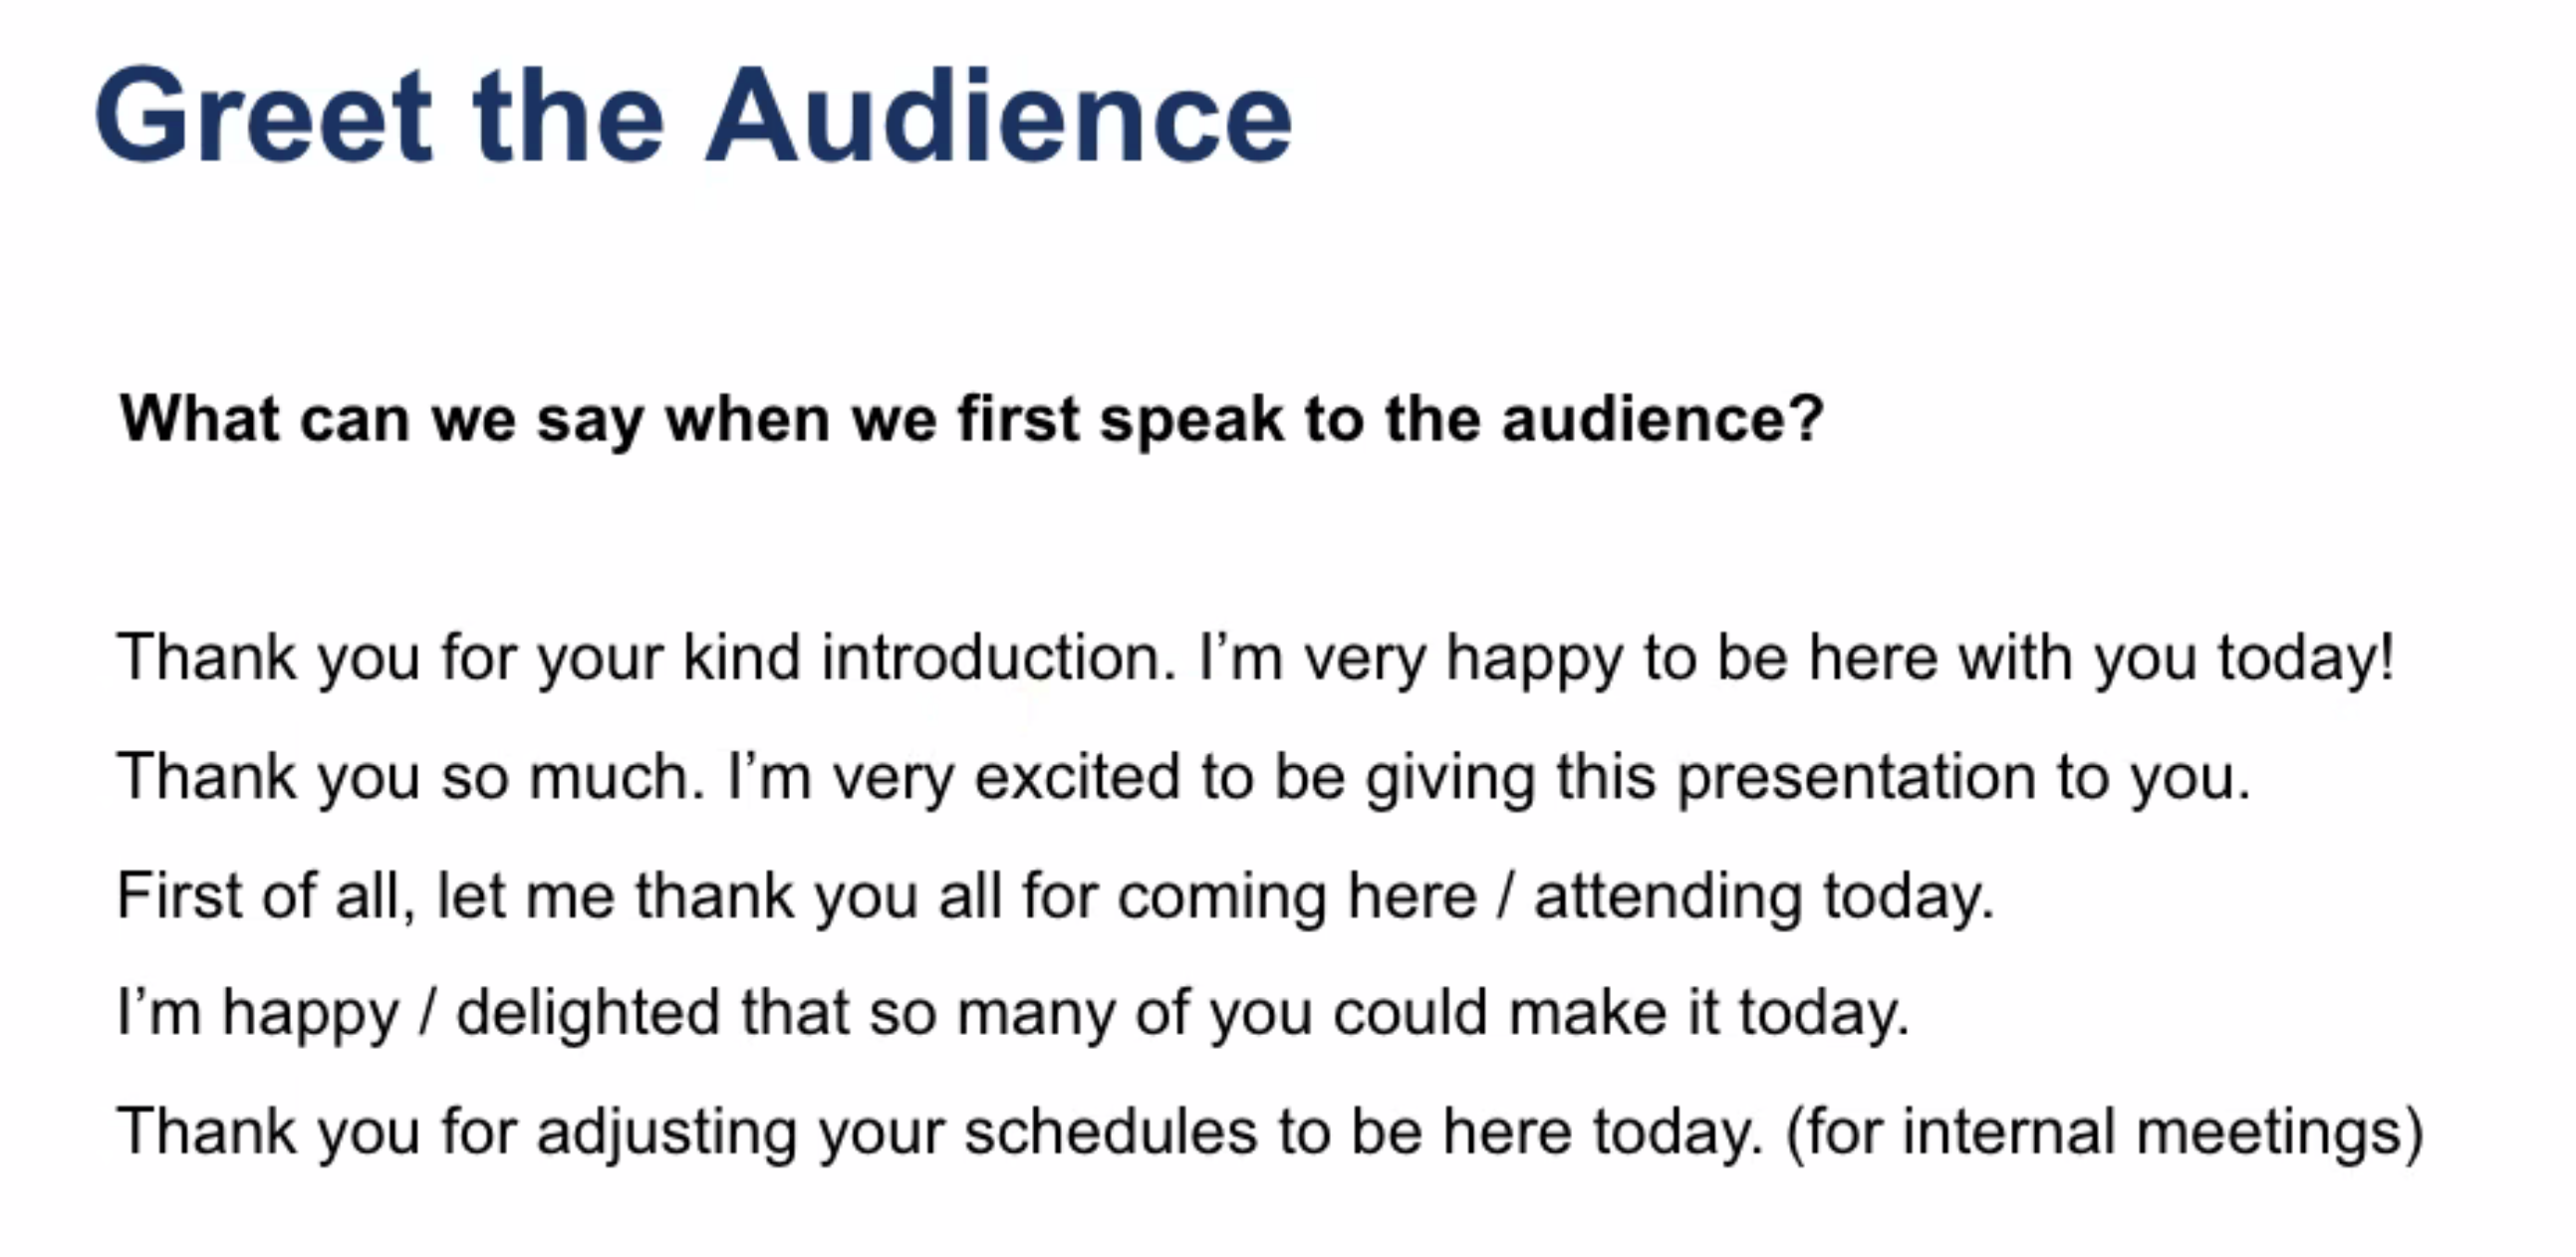 Greet the Audience
What can we say when we first speak to the audience?
Thank you for your kind introduction. I’m very happy to be here with you today!
Thank you so much. I’m very excited to be giving this presentation to you.
First of all, let me thank you all for coming here / attending today.
I’m happy / delighted that so many of you could make it today.
Thank you for adjusting your schedules to be here today. (for internal meetings)